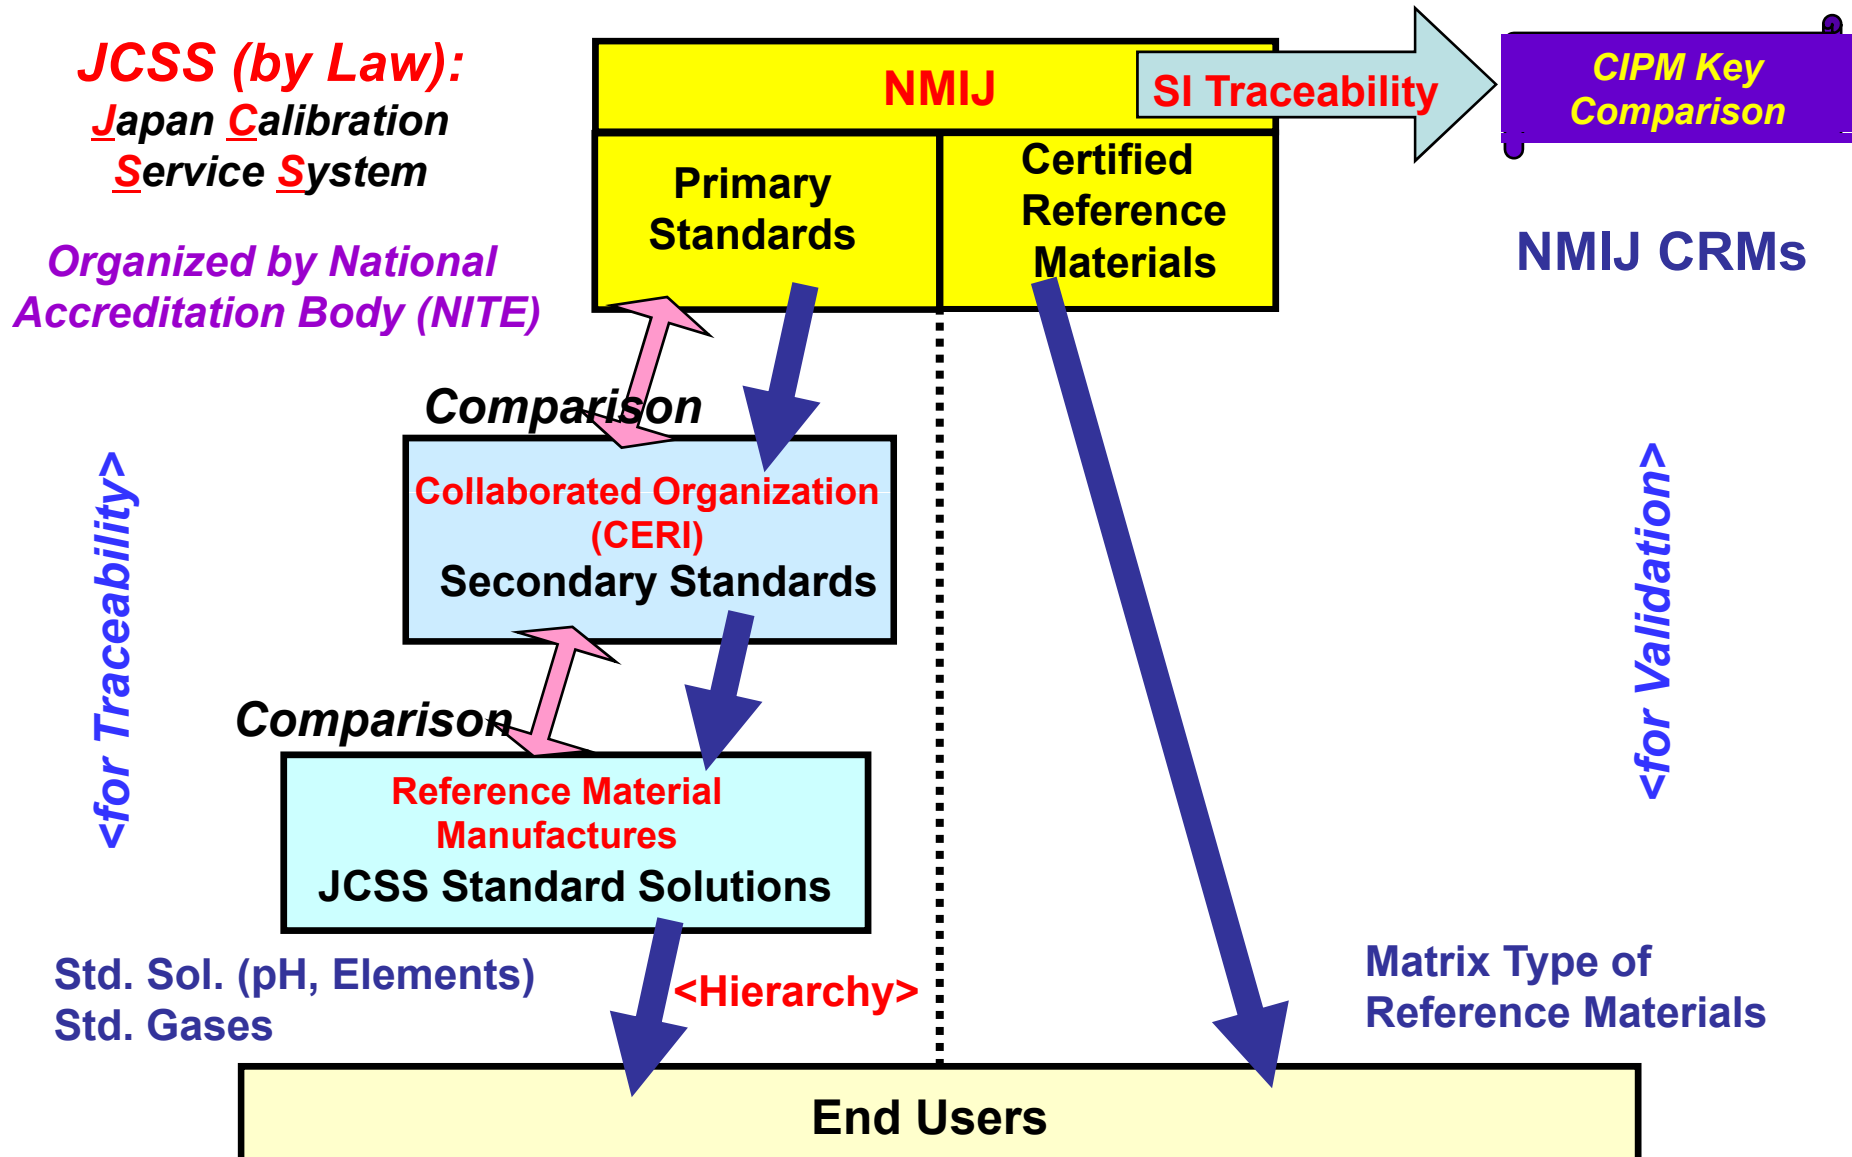 JCSS (by Law):
Japan Calibration
Service System
Organized by National
Accreditation Body (NITE)
NMIJ
SI Traceability
CIPM Key
Comparison
Primary
Standards
Certified
Reference
Materials
NMIJ CRMs
Comparison
Collaborated Organization
(CERI)
Secondary Standards
<for Traceability>
<for Validation>
Comparison
Reference Material
Manufactures
JCSS Standard Solutions
Std. Sol. (pH, Elements)
Std. Gases
<Hierarchy>
Matrix Type of
Reference Materials
End Users